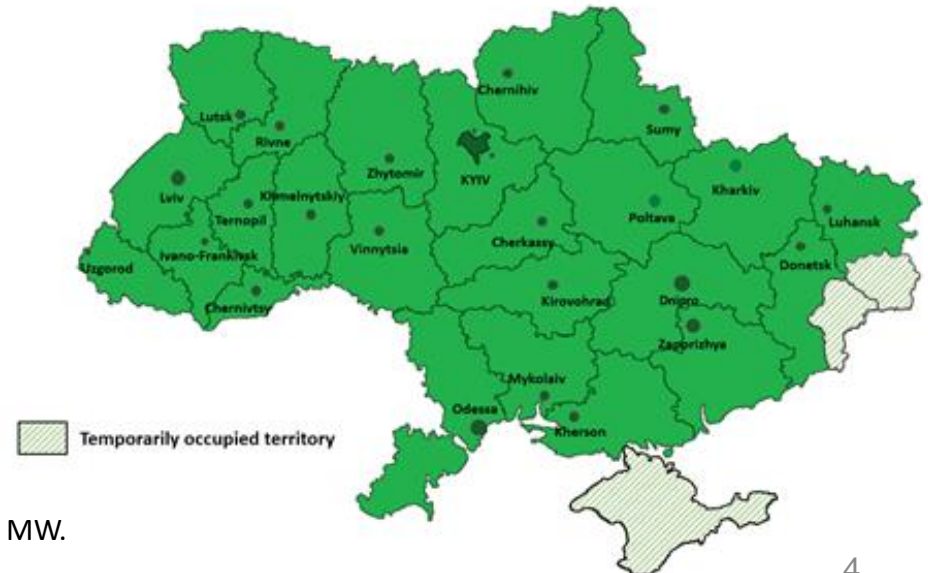 Chernihiv
Sumy
Lutsk
Rivne
Zhytomir
KYIV
Kharkiv
Lviv
Ternopil
Khmelnytskiy
Poltava
Luhansk
Vinnytsia
Cherkassy
Uzgorod
Ivano-Frankivsk
Donetsk
Chernivtsy
Kirovohrad
Dnipro
Zaporizhya
Mykolaiv
Odessa
Kherson
Temporarily occupied territory
MW.
4